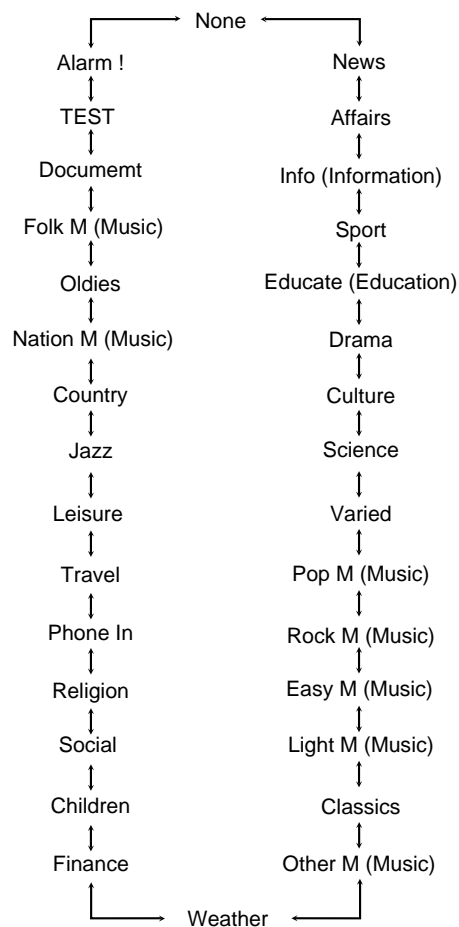 None
Alarm !
News
TEST
Affairs
Documemt
Info (Information)
Folk M (Music)
Sport
Oldies
Educate (Education)
Nation M (Music)
Drama
Country
Culture
Jazz
Science
Leisure
Varied
Travel
Pop M (Music)
Phone In
Rock M (Music)
Religion
Easy M (Music)
Social
Light M (Music)
Children
Classics
Finance
Other M (Music)
Weather